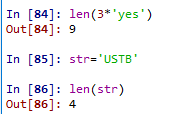 In [84]: len(3*'yes')
Out[84]: 9
In [85]: str='USTB'
In [86]: len(str)
Out[86]: 4